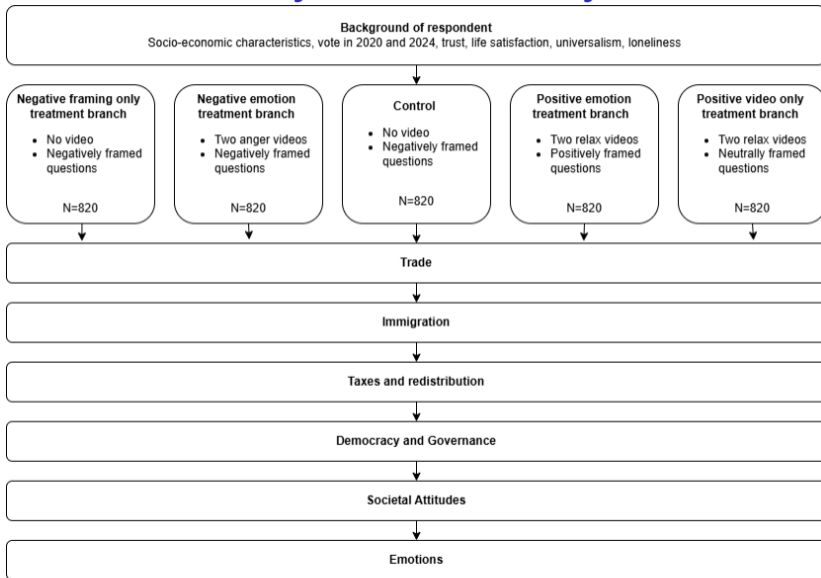 Background of respondent
Socio-economic characteristics, vote in 2020 and 2024, trust, life satisfaction, universalism, loneliness
Negative framing only
treatment branch
• No video
• Negatively framed
questions
N=820
Negative emotion
treatment branch
• Two anger videos
• Negatively framed
questions
N=820
Control
• No video
• Negatively framed
questions
N=820
Positive emotion
treatment branch
• Two relax videos
• Positively framed
questions
N=820
Positive video only
treatment branch
• Two relax videos
• Neutrally framed
questions
N=820
Trade
Immigration
Taxes and redistribution
Democracy and Governance
Societal Attitudes
Emotions